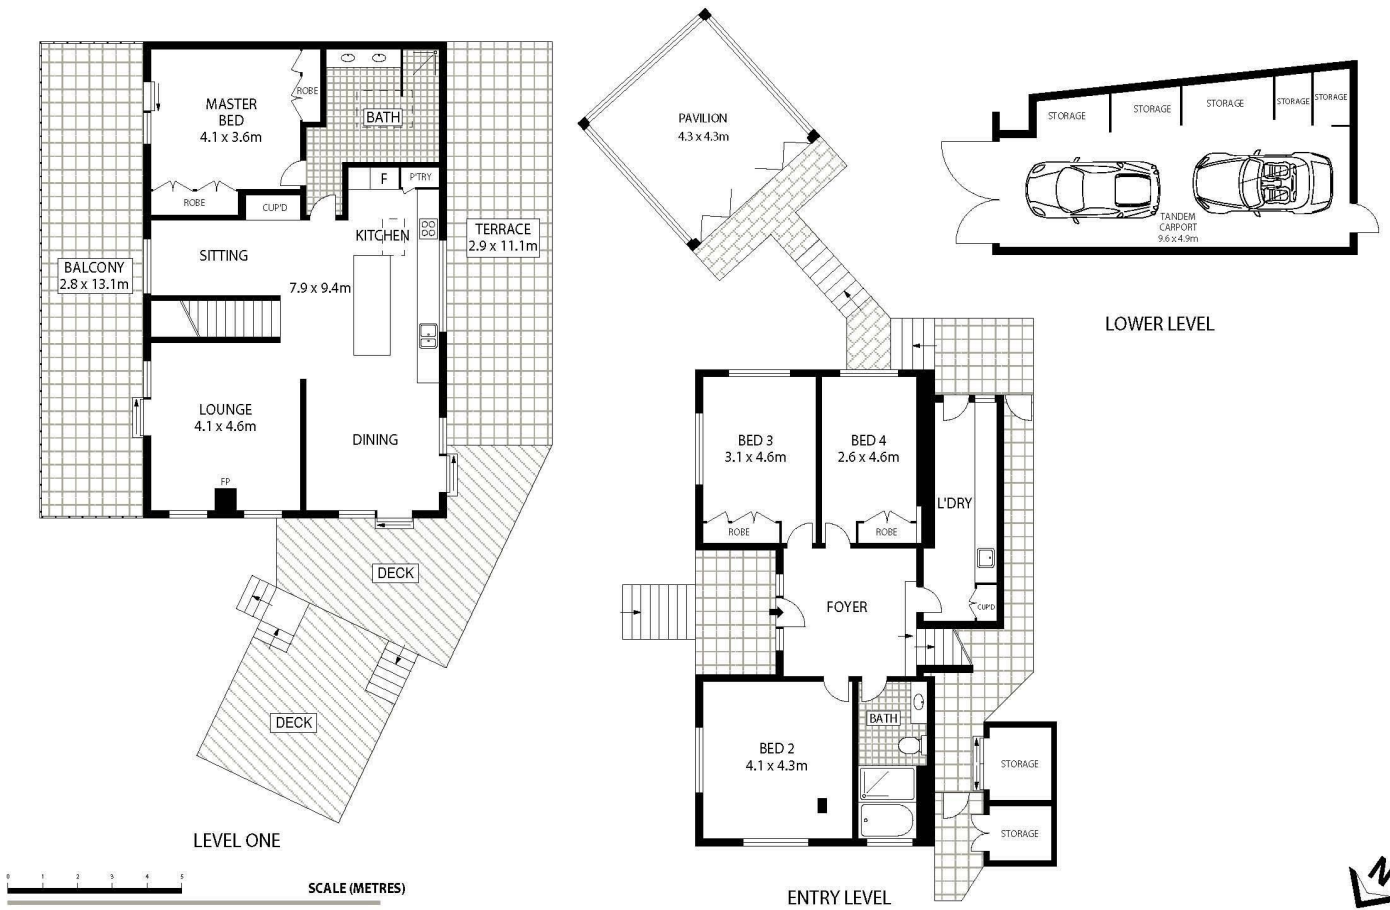 MASTER
BED
4.1 x 3.6m
ROBE
BATH
ROBE
CUP'D
F
P'TRY
SITTING
KITCHEN
7.9 x 9.4m
BALCONY
2.8 x 13.1m
TERRACE
2.9 x 11.1m
LOUNGE
4.1 x 4.6m
DINING
FP
DECK
DECK
LEVEL ONE
0 1 2 3 4 5
SCALE (METRES)
PAVILION
4.3 x 4.3m
BED 3
3.1 x 4.6m
BED 4
2.6 x 4.6m
ROBE
ROBE
L'DRY
CUP'D
FOYER
BED 2
4.1 x 4.3m
BATH
STORAGE
STORAGE
ENTRY LEVEL
STORAGE
STORAGE
STORAGE
STORAGE
STORAGE
TANDEM
CARPORT
9.6 x 4.9m
LOWER LEVEL
N